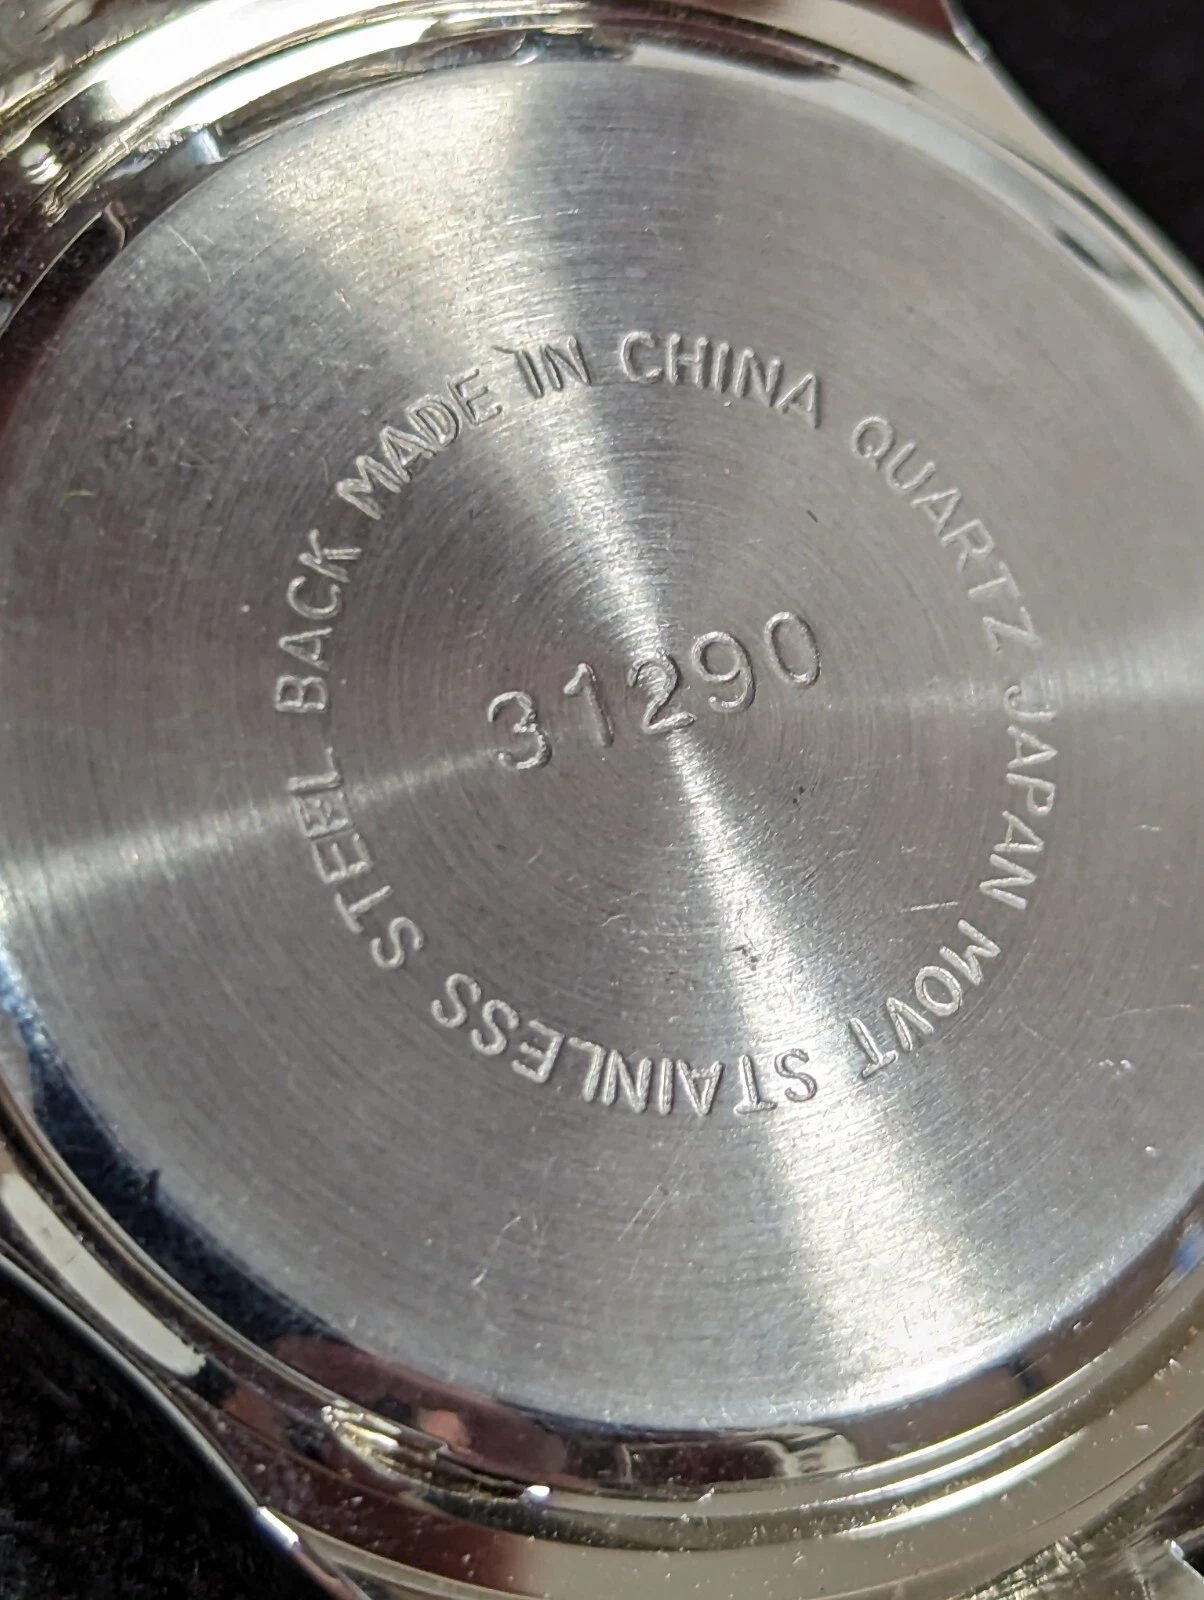 MADE IN CHINA QUARTZ JAPAN MOVT STAINLESS STEEL BACK
31290